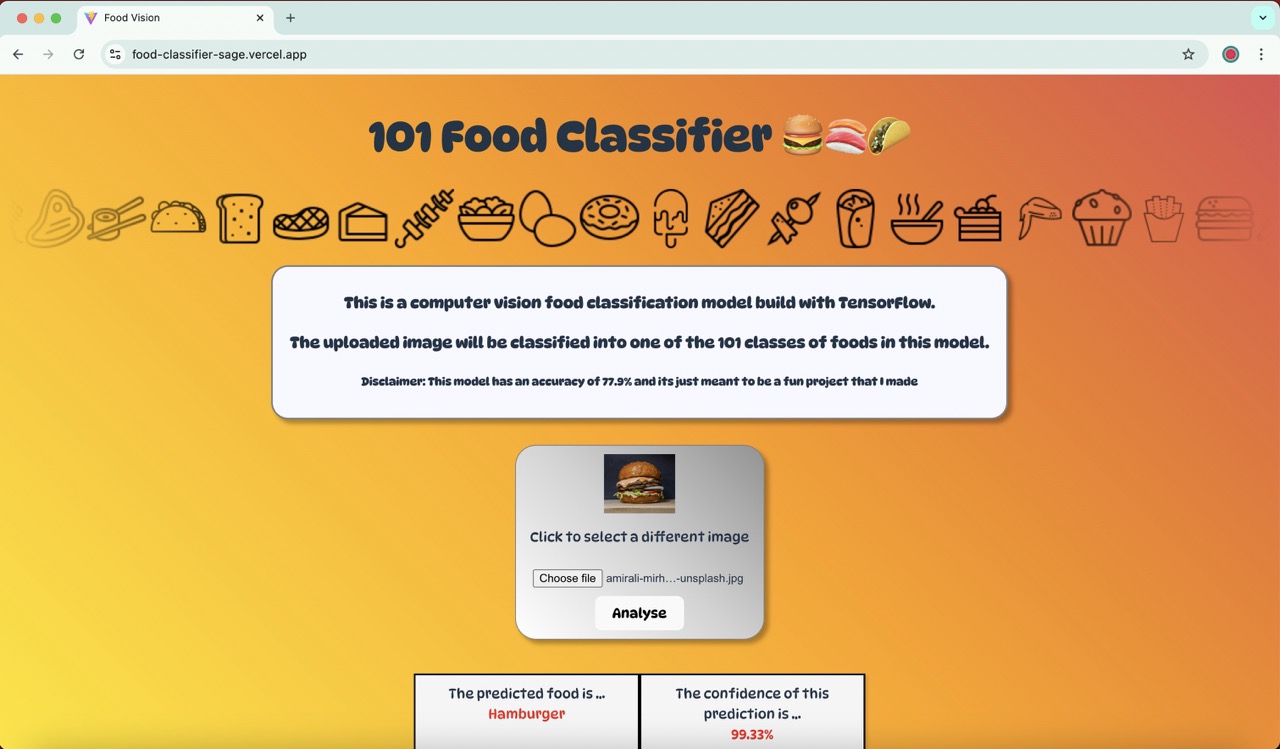 Food Vision
food-classifier-sage.vercel.app
101 Food Classifier 🍔🍣🌮
This is a computer vision food classification model build with TensorFlow.
The uploaded image will be classified into one of the 101 classes of foods in this model.
Disclaimer: This model has an accuracy of 77.9% and its just meant to be a fun project that I made
Click to select a different image
Choose file amirali-mirh...-unsplash.jpg
Analyse
The predicted food is ...
Hamburger
The confidence of this
prediction is ...
99.33%